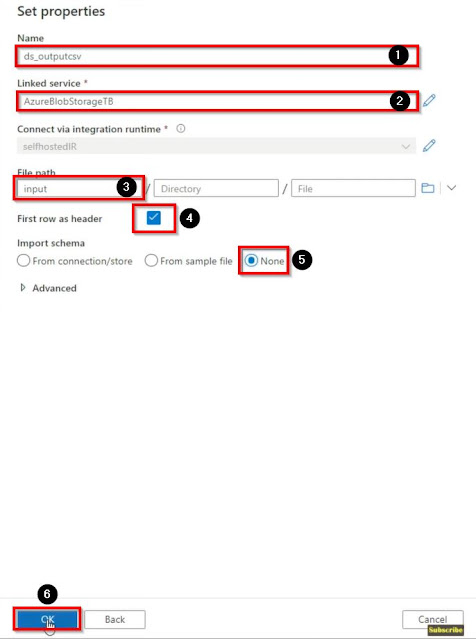 Set properties
Name
ds_outputcsv 1
Linked service *
AzureBlobStorageTB 2
Connect via integration runtime *
selfhostedIR
File path
input 3 / Directory / File
First row as header 4
Import schema
From connection/store From sample file None 5
Advanced
6
OK Back Cancel
Subscribe